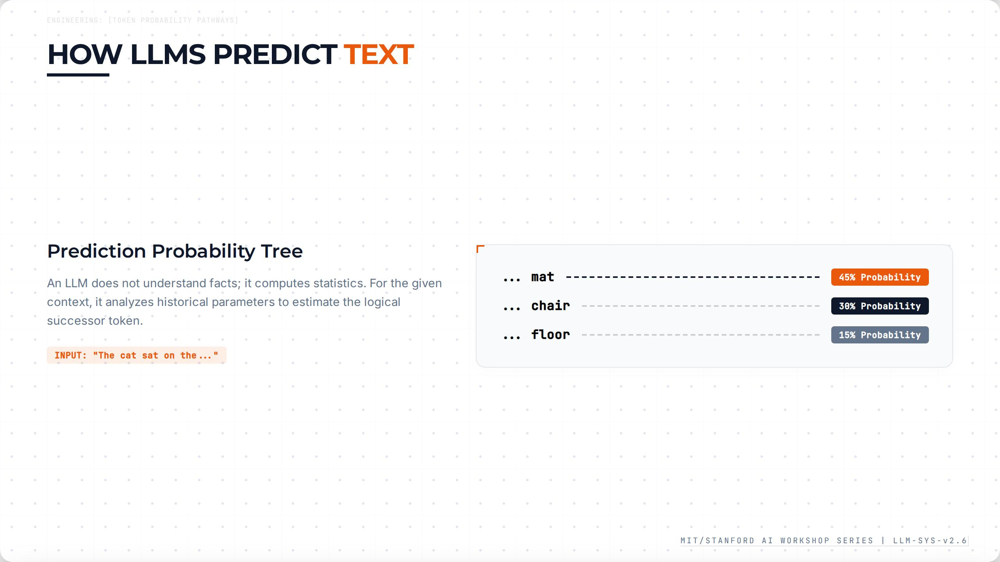 ENGINEERING: [TOKEN PROBABILITY PATHWAYS]
HOW LLMS PREDICT TEXT
Prediction Probability Tree
An LLM does not understand facts; it computes statistics. For the given
context, it analyzes historical parameters to estimate the logical
successor token.
INPUT: "The cat sat on the..."
... mat 45% Probability
... chair 30% Probability
... floor 15% Probability
MIT/STANFORD AI WORKSHOP SERIES | LLM-SYS-v2.6